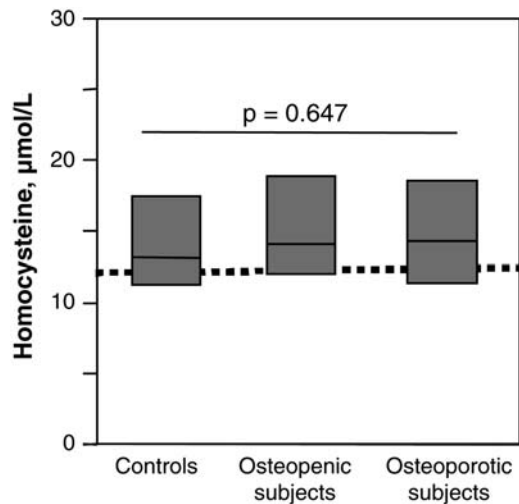 30
p = 0.647
20
Homocysteine, µmol/L
10
0
Controls
Osteopenic
subjects
Osteoporotic
subjects